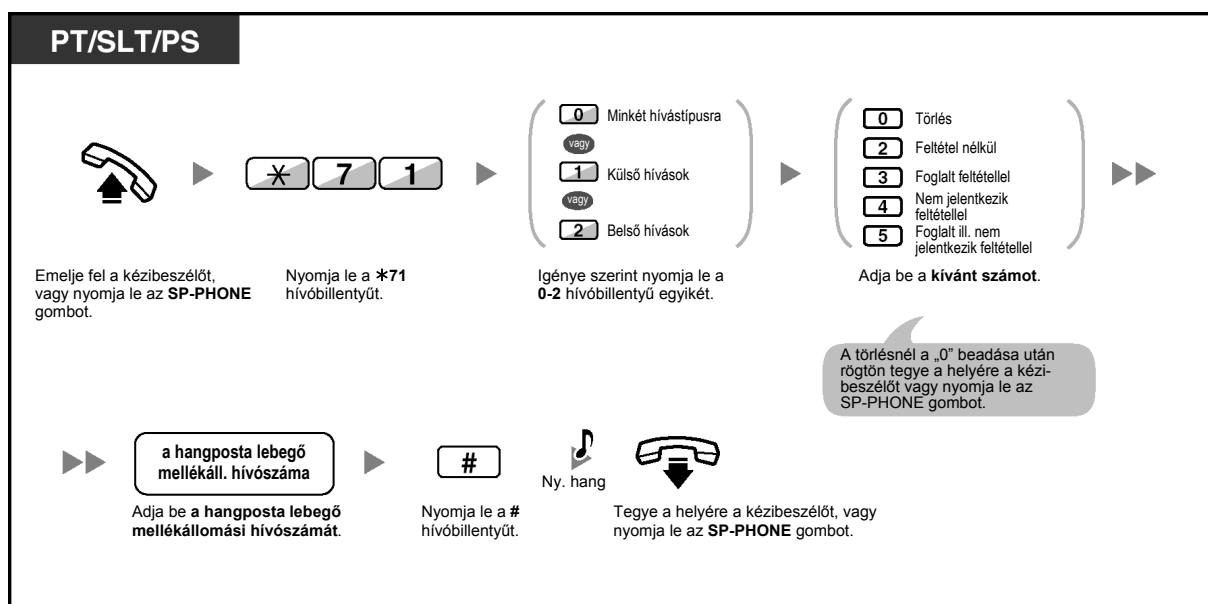 PT/SLT/PS
✳ 7 1
0 Minkét hívástípusra
vagy
1 Külső hívások
vagy
2 Belső hívások
0 Törlés
2 Feltétel nélkül
3 Foglalt feltétellel
4 Nem jelentkezik
feltétellel
5 Foglalt ill. nem
jelentkezik feltétellel
Emelje fel a kézibeszélőt,
vagy nyomja le az SP-PHONE
gombot.
Nyomja le a ✳71
hívóbillentyűt.
Igénye szerint nyomja le a
0-2 hívóbillentyű egyikét.
Adja be a kívánt számot.
A törlésnél a „0” beadása után
rögtön tegye a helyére a kézi-
beszélőt vagy nyomja le az
SP-PHONE gombot.
a hangposta lebegő
mellékáll. hívószáma
#
Ny. hang
Adja be a hangposta lebegő
mellékállomási hívószámát.
Nyomja le a #
hívóbillentyűt.
Tegye a helyére a kézibeszélőt, vagy
nyomja le az SP-PHONE gombot.